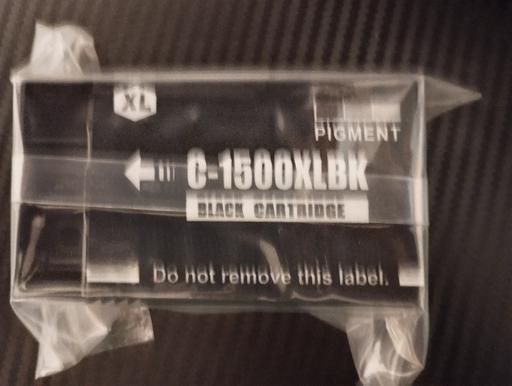 XL
PIGMENT
C-1500XLBK
BLACK CARTRIDGE
Do not remove this label.